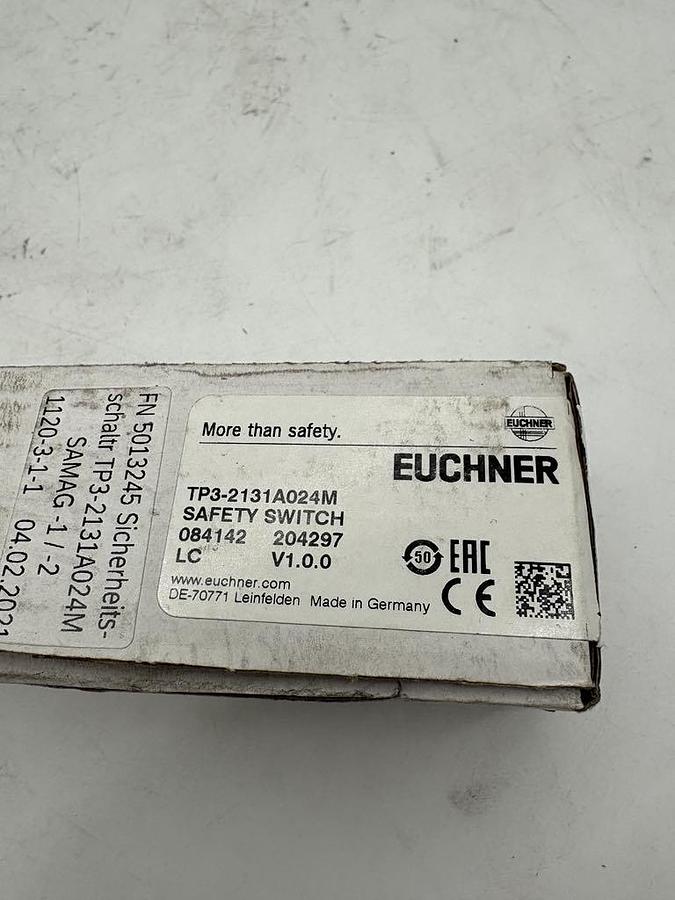 FN 5013245 Sicherheits-
schaltr TP3-2131A024M
SAMAG -1 / -2
1120-3-1-1 04.02.2021
More than safety.
EUCHNER
EUCHNER
TP3-2131A024M
SAFETY SWITCH
084142 204297
LC V1.0.0
50 EAC
CE
www.euchner.com
DE-70771 Leinfelden Made in Germany